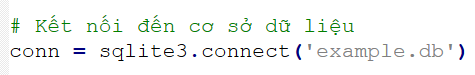 # Kết nối đến cơ sở dữ liệu
conn = sqlite3.connect('example.db')